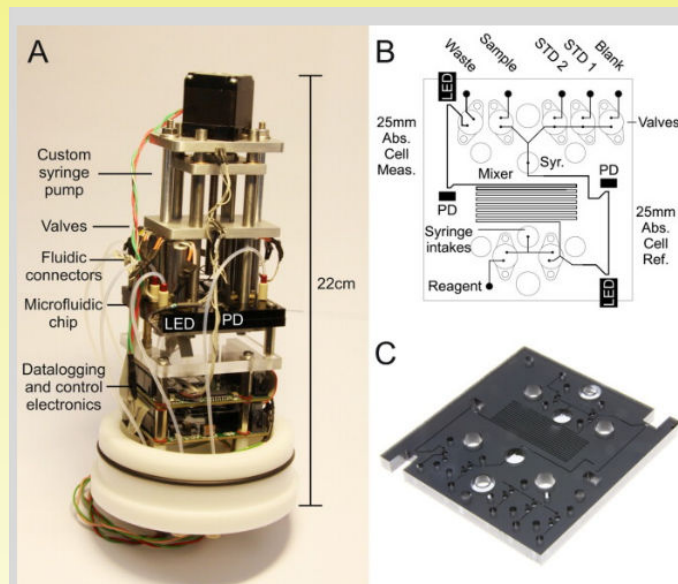 A
Custom
syringe
pump
Valves
Fluidic
connectors
Microfluidic
chip
Datalogging
and control
electronics
LED
PD
22cm
B
Waste
Sample
STD 2
STD 1
Blank
LED
25mm
Abs.
Cell
Meas.
Valves
Syr.
Mixer
PD
PD
Syringe
intakes
25mm
Abs.
Cell
Ref.
Reagent
LED
C